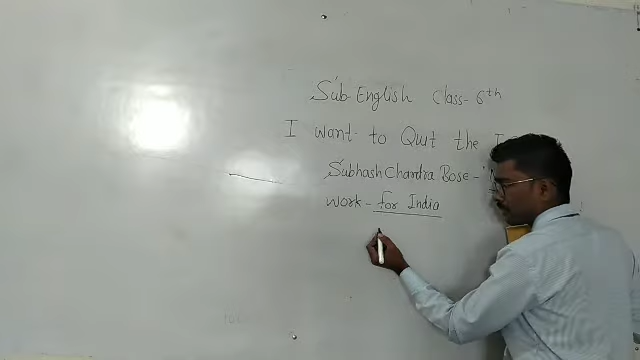 Sub English Class- 6th
I want to Quit the I
Subhash Chandra Bose -
work - for India